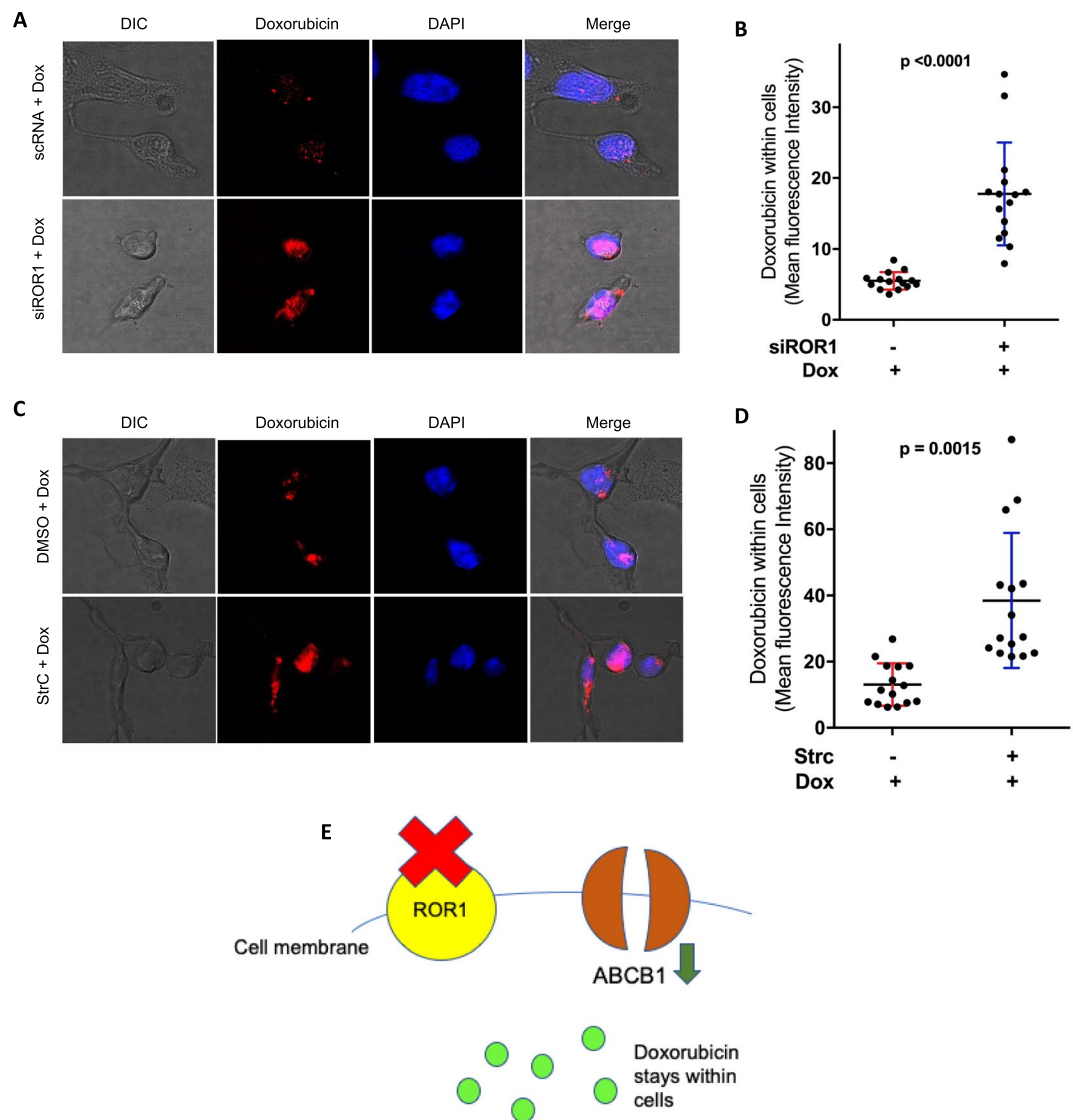 A
DIC Doxorubicin DAPI Merge
scRNA + Dox
siROR1 + Dox
B
p <0.0001
Doxorubicin within cells
(Mean fluorescence Intensity)
30
20
10
0
siROR1 - +
Dox + +
C
DIC Doxorubicin DAPI Merge
DMSO + Dox
StrC + Dox
D
p = 0.0015
Doxorubicin within cells
(Mean fluorescence Intensity)
80
60
40
20
0
Strc - +
Dox + +
E
ROR1
Cell membrane
ABCB1
Doxorubicin
stays within
cells